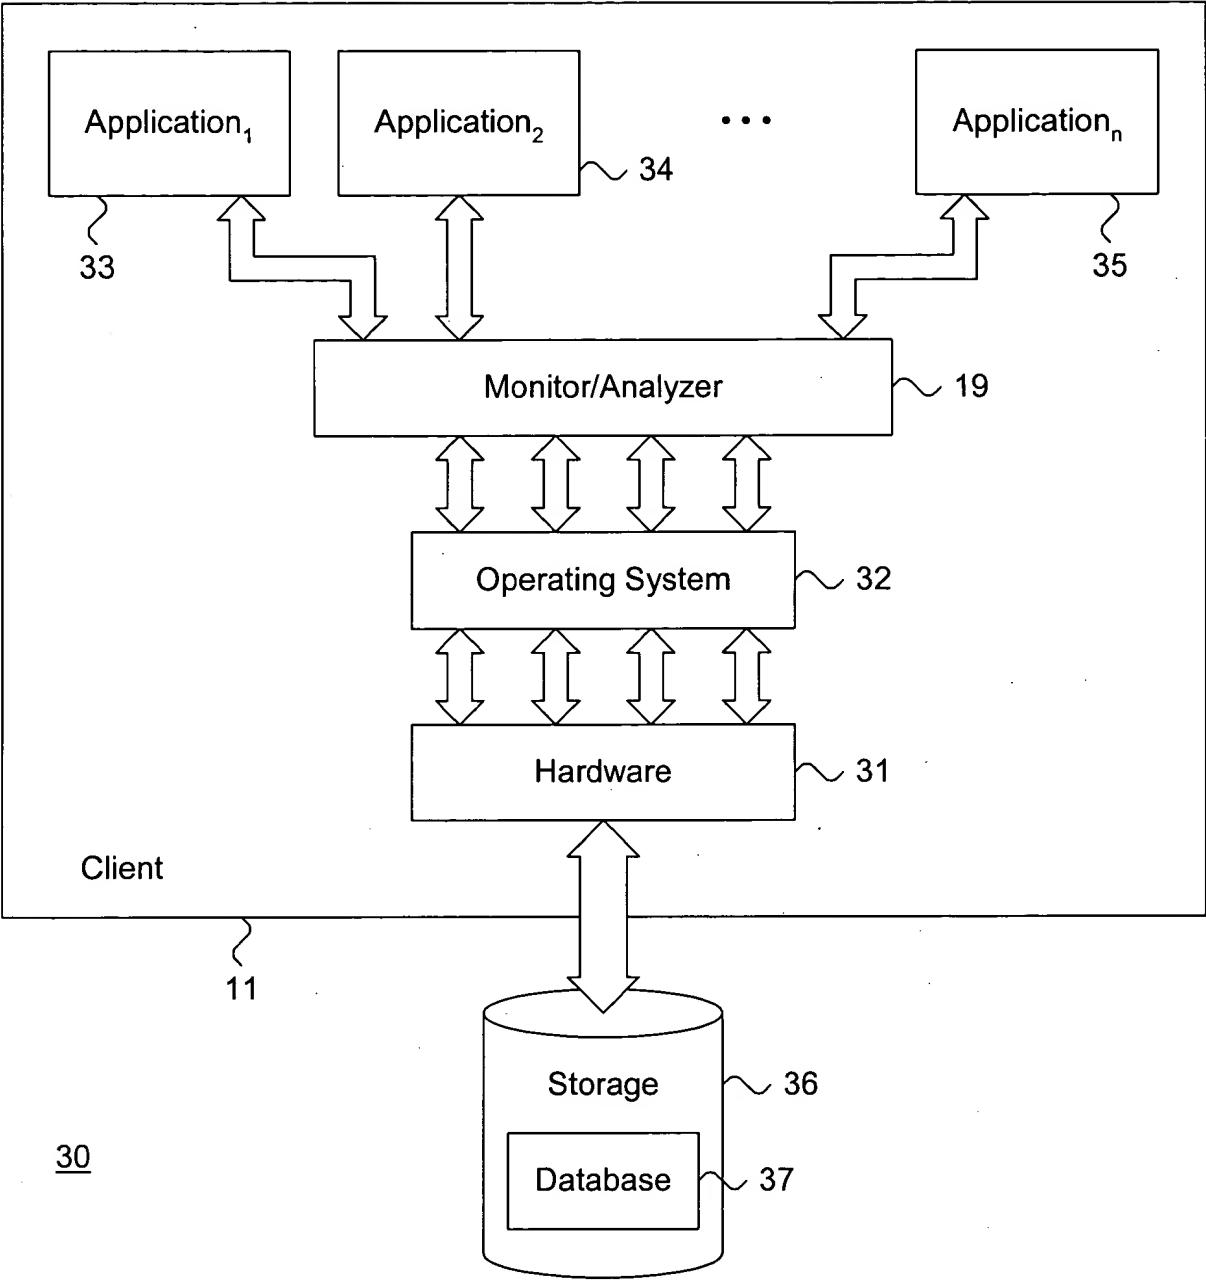 Application₁
Application₂
• • •
Applicationₙ
34
33
35
Monitor/Analyzer
19
Operating System
32
Hardware
31
Client
11
Storage
36
30
Database
37